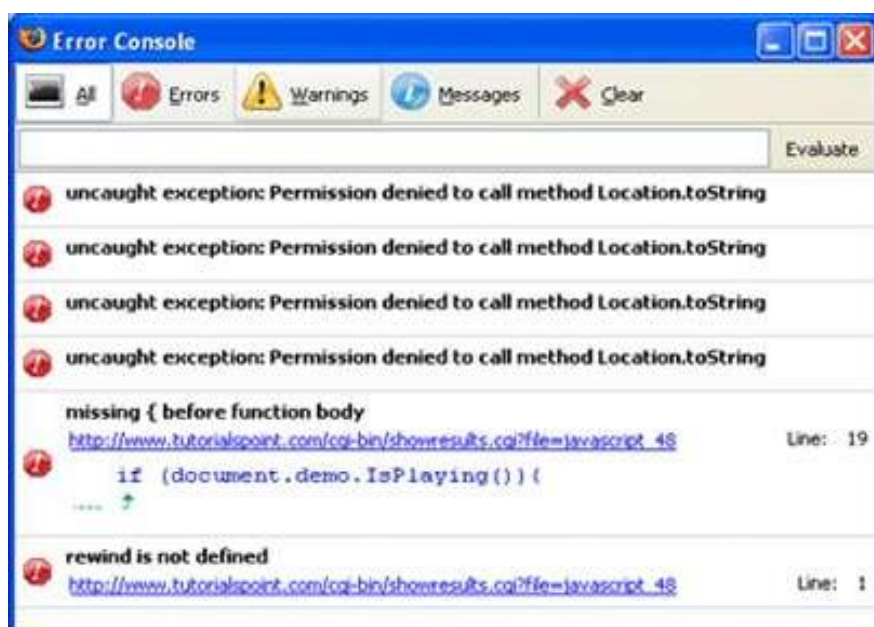 Error Console
All Errors Warnings Messages Clear
Evaluate
uncaught exception: Permission denied to call method Location.toString
uncaught exception: Permission denied to call method Location.toString
uncaught exception: Permission denied to call method Location.toString
uncaught exception: Permission denied to call method Location.toString
missing { before function body
http://www.tutorialspoint.com/cgi-bin/showresults.cgi?file=javascript_48 Line: 19
if (document.demo.IsPlaying()){
....
rewind is not defined
http://www.tutorialspoint.com/cgi-bin/showresults.cgi?file=javascript_48 Line: 1